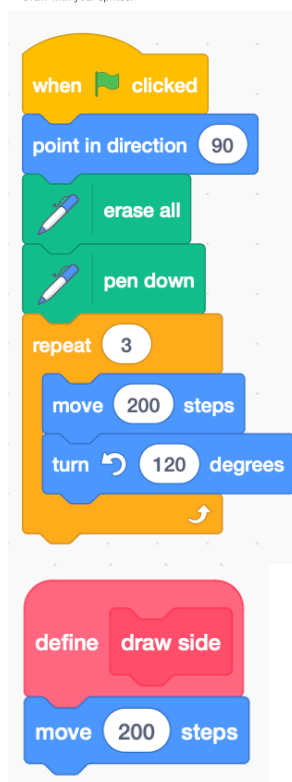 when clicked
point in direction 90
erase all
pen down
repeat 3
move 200 steps
turn 120 degrees
define draw side
move 200 steps